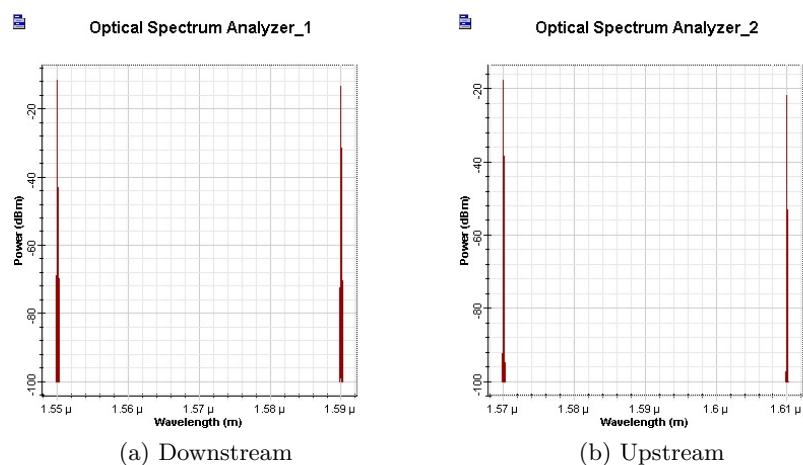 Optical Spectrum Analyzer_1
Power (dBm)
-20
-40
-60
-80
-100
1.55 µ 1.56 µ 1.57 µ 1.58 µ 1.59 µ
Wavelength (m)
(a) Downstream
Optical Spectrum Analyzer_2
Power (dBm)
-20
-40
-60
-80
-100
1.57 µ 1.58 µ 1.59 µ 1.6 µ 1.61 µ
Wavelength (m)
(b) Upstream